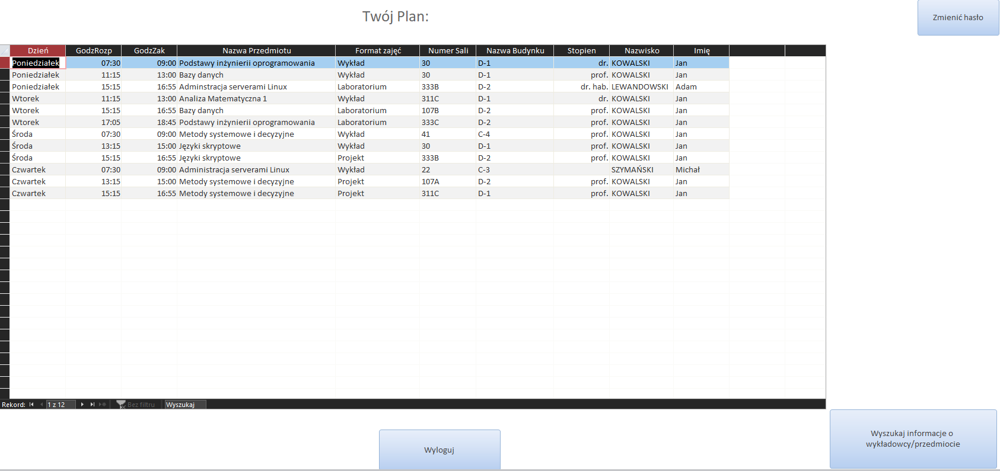 Twój Plan:
Zmienić hasło
Dzień GodzRozp GodzZak Nazwa Przedmiotu Format zajęć Numer Sali Nazwa Budynku Stopien Nazwisko Imię
Poniedziałek 07:30 09:00 Podstawy inżynierii oprogramowania Wykład 30 D-1 dr. KOWALSKI Jan
Poniedziałek 11:15 13:00 Bazy danych Wykład 30 D-1 prof. KOWALSKI Jan
Poniedziałek 15:15 16:55 Adminstracja serverami Linux Laboratorium 333B D-2 dr. hab. LEWANDOWSKI Adam
Wtorek 11:15 13:00 Analiza Matematyczna 1 Wykład 311C D-1 dr. KOWALSKI Jan
Wtorek 15:15 16:55 Bazy danych Laboratorium 107B D-2 prof. KOWALSKI Jan
Wtorek 17:05 18:45 Podstawy inżynierii oprogramowania Laboratorium 333C D-2 prof. KOWALSKI Jan
Środa 07:30 09:00 Metody systemowe i decyzyjne Wykład 41 C-4 prof. KOWALSKI Jan
Środa 13:15 15:00 Języki skryptowe Wykład 30 D-1 prof. KOWALSKI Jan
Środa 15:15 16:55 Języki skryptowe Projekt 333B D-2 prof. KOWALSKI Jan
Czwartek 07:30 09:00 Administracja serverami Linux Wykład 22 C-3 SZYMAŃSKI Michał
Czwartek 13:15 15:00 Metody systemowe i decyzyjne Projekt 107A D-2 prof. KOWALSKI Jan
Czwartek 15:15 16:55 Metody systemowe i decyzyjne Projekt 311C D-1 prof. KOWALSKI Jan
Rekord: 1 z 12 Bez filtru Wyszukaj
Wyloguj
Wyszukaj informacje o
wykładowcy/przedmiocie